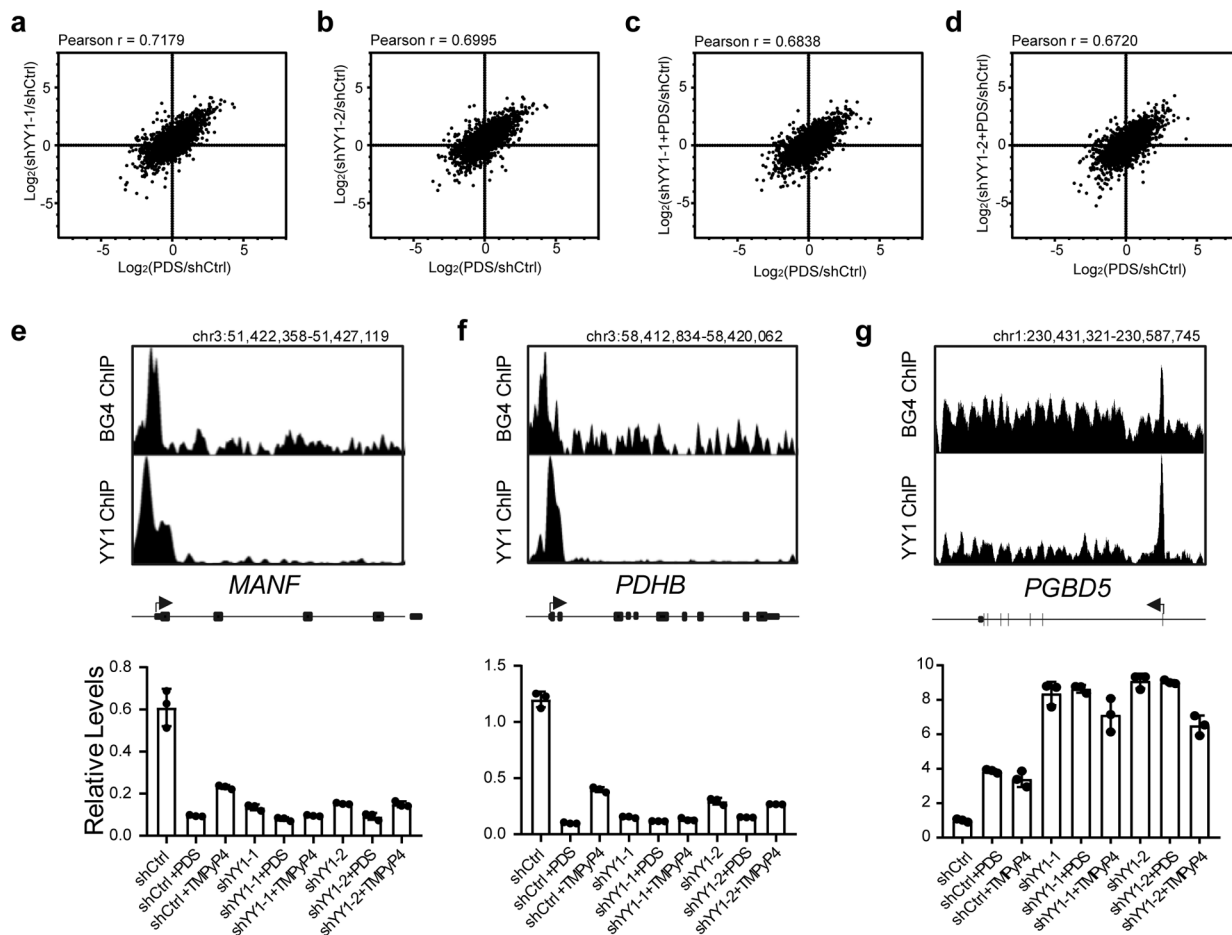 a
Pearson r = 0.7179
Log2(shYY1-1/shCtrl)
5
0
-5
-5 0 5
Log2(PDS/shCtrl)
b
Pearson r = 0.6995
Log2(shYY1-2/shCtrl)
5
0
-5
-5 0 5
Log2(PDS/shCtrl)
c
Pearson r = 0.6838
Log2(shYY1-1+PDS/shCtrl)
5
0
-5
-5 0 5
Log2(PDS/shCtrl)
d
Pearson r = 0.6720
Log2(shYY1-2+PDS/shCtrl)
5
0
-5
-5 0 5
Log2(PDS/shCtrl)
e
chr3:51,422,358-51,427,119
BG4 ChIP
YY1 ChIP
MANF
Relative Levels
0.8
0.6
0.4
0.2
0.0
shCtrl
shCtrl +PDS
shCtrl +TMPyP4
shYY1-1
shYY1-1+PDS
shYY1-1+TMPyP4
shYY1-2
shYY1-2+PDS
shYY1-2+TMPyP4
f
chr3:58,412,834-58,420,062
BG4 ChIP
YY1 ChIP
PDHB
1.5
1.0
0.5
0.0
shCtrl
shCtrl +PDS
shCtrl +TMPyP4
shYY1-1
shYY1-1+PDS
shYY1-1+TMPyP4
shYY1-2
shYY1-2+PDS
shYY1-2+TMPyP4
g
chr1:230,431,321-230,587,745
BG4 ChIP
YY1 ChIP
PGBD5
10
8
6
4
2
0
shCtrl
shCtrl+PDS
shCtrl+TMPyP4
shYY1-1
shYY1-1+PDS
shYY1-1+TMPyP4
shYY1-2
shYY1-2+PDS
shYY1-2+TMPyP4